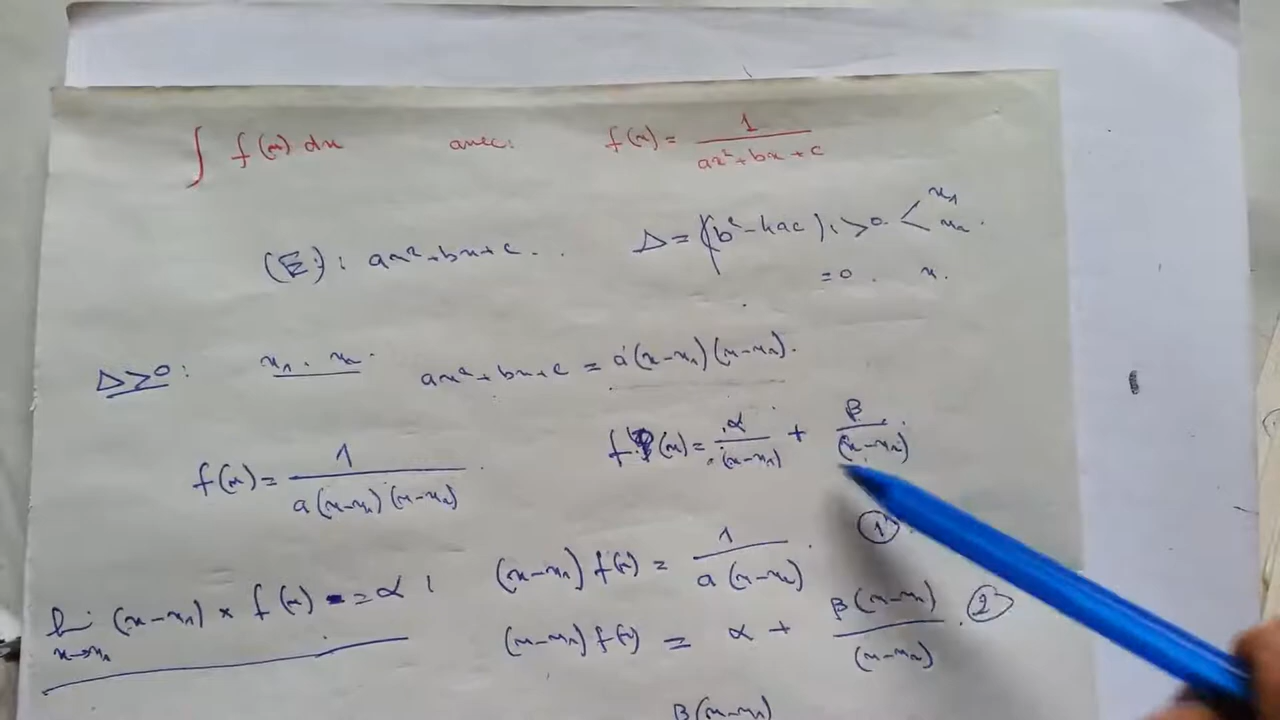 ∫ f(x) dx avec: f(x) = 1 / (ax² + bx + c)
(E): ax² + bx + c . . Δ = (b² - 4ac) : > 0. < x₁ x₂.
= 0. x.
Δ ≥ 0: x₁ . x₂. ax² + bx + c = a(x - x₁)(x - x₂).
f(x) = 1 / (a(x - x₁)(x - x₂)) f(x) = α / (x - x₁) + β / (x - x₂)
(x - x₁) f(x) = 1 / (a(x - x₂)) . ①
lim x→x₁ (x - x₁) × f(x) = α
(x - x₁) f(x) = α + β(x - x₁) / (x - x₂) . ②
β(x - x₁)